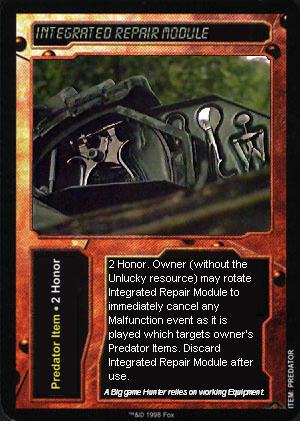 INTEGRATED REPAIR MODULE
Predator Item • 2 Honor
2 Honor. Owner (without the
Unlucky resource) may rotate
Integrated Repair Module to
immediately cancel any
Malfunction event as it is
played which targets owner's
Predator Items. Discard
Integrated Repair Module after
use.
A Big game Hunter relies on working Equipment.
ITEM: PREDATOR
™&© 1998 Fox